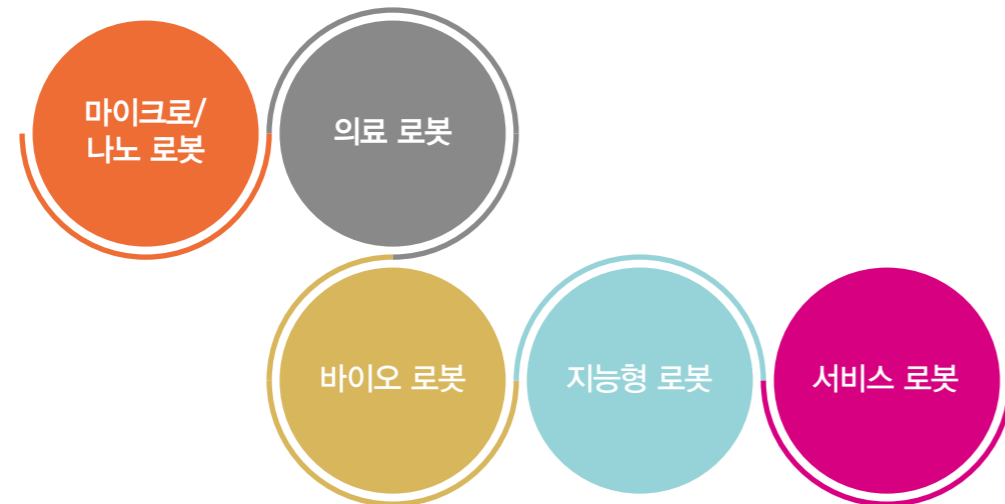 마이크로/
나노 로봇
의료 로봇
바이오 로봇
지능형 로봇
서비스 로봇